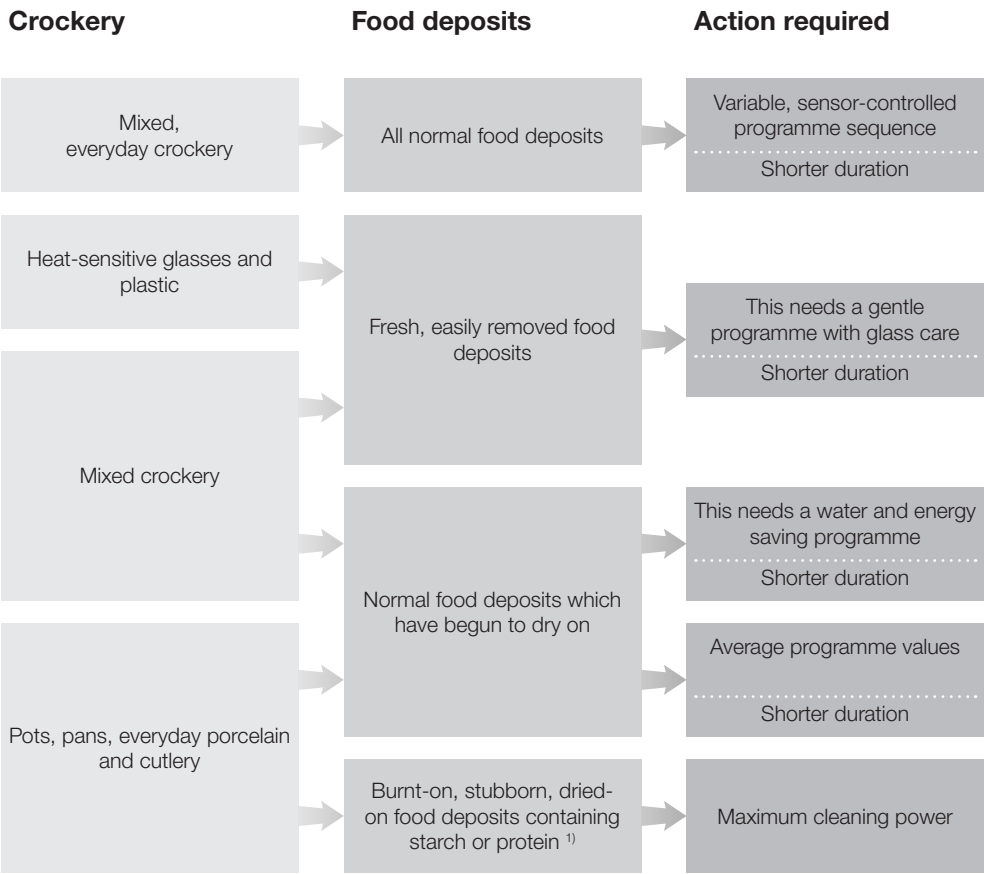 Crockery
Food deposits
Action required
Mixed,
everyday crockery
All normal food deposits
Variable, sensor-controlled
programme sequence
Shorter duration
Heat-sensitive glasses and
plastic
Fresh, easily removed food
deposits
This needs a gentle
programme with glass care
Shorter duration
Mixed crockery
Normal food deposits which
have begun to dry on
This needs a water and energy
saving programme
Shorter duration
Average programme values
Shorter duration
Pots, pans, everyday porcelain
and cutlery
Burnt-on, stubborn, dried-
on food deposits containing
starch or protein 1)
Maximum cleaning power